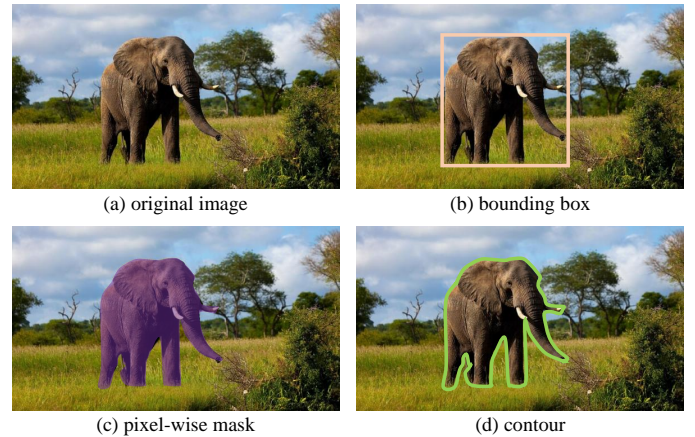 (a) original image
(b) bounding box
(c) pixel-wise mask
(d) contour